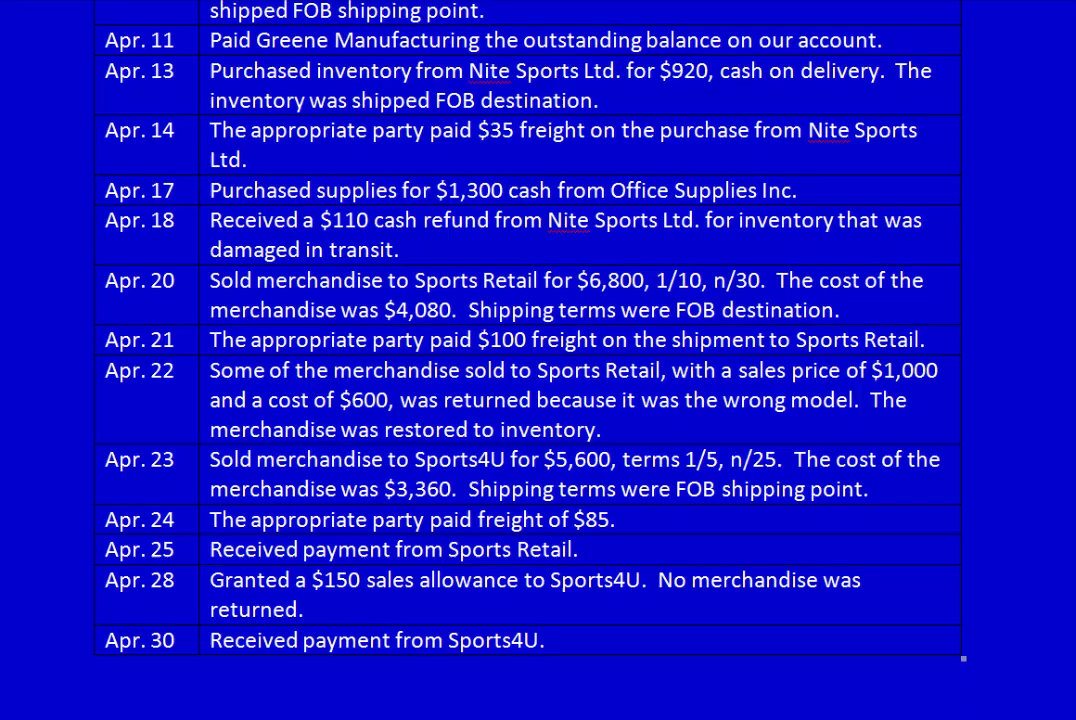 shipped FOB shipping point.
Apr. 11 Paid Greene Manufacturing the outstanding balance on our account.
Apr. 13 Purchased inventory from Nite Sports Ltd. for $920, cash on delivery. The
inventory was shipped FOB destination.
Apr. 14 The appropriate party paid $35 freight on the purchase from Nite Sports
Ltd.
Apr. 17 Purchased supplies for $1,300 cash from Office Supplies Inc.
Apr. 18 Received a $110 cash refund from Nite Sports Ltd. for inventory that was
damaged in transit.
Apr. 20 Sold merchandise to Sports Retail for $6,800, 1/10, n/30. The cost of the
merchandise was $4,080. Shipping terms were FOB destination.
Apr. 21 The appropriate party paid $100 freight on the shipment to Sports Retail.
Apr. 22 Some of the merchandise sold to Sports Retail, with a sales price of $1,000
and a cost of $600, was returned because it was the wrong model. The
merchandise was restored to inventory.
Apr. 23 Sold merchandise to Sports4U for $5,600, terms 1/5, n/25. The cost of the
merchandise was $3,360. Shipping terms were FOB shipping point.
Apr. 24 The appropriate party paid freight of $85.
Apr. 25 Received payment from Sports Retail.
Apr. 28 Granted a $150 sales allowance to Sports4U. No merchandise was
returned.
Apr. 30 Received payment from Sports4U.